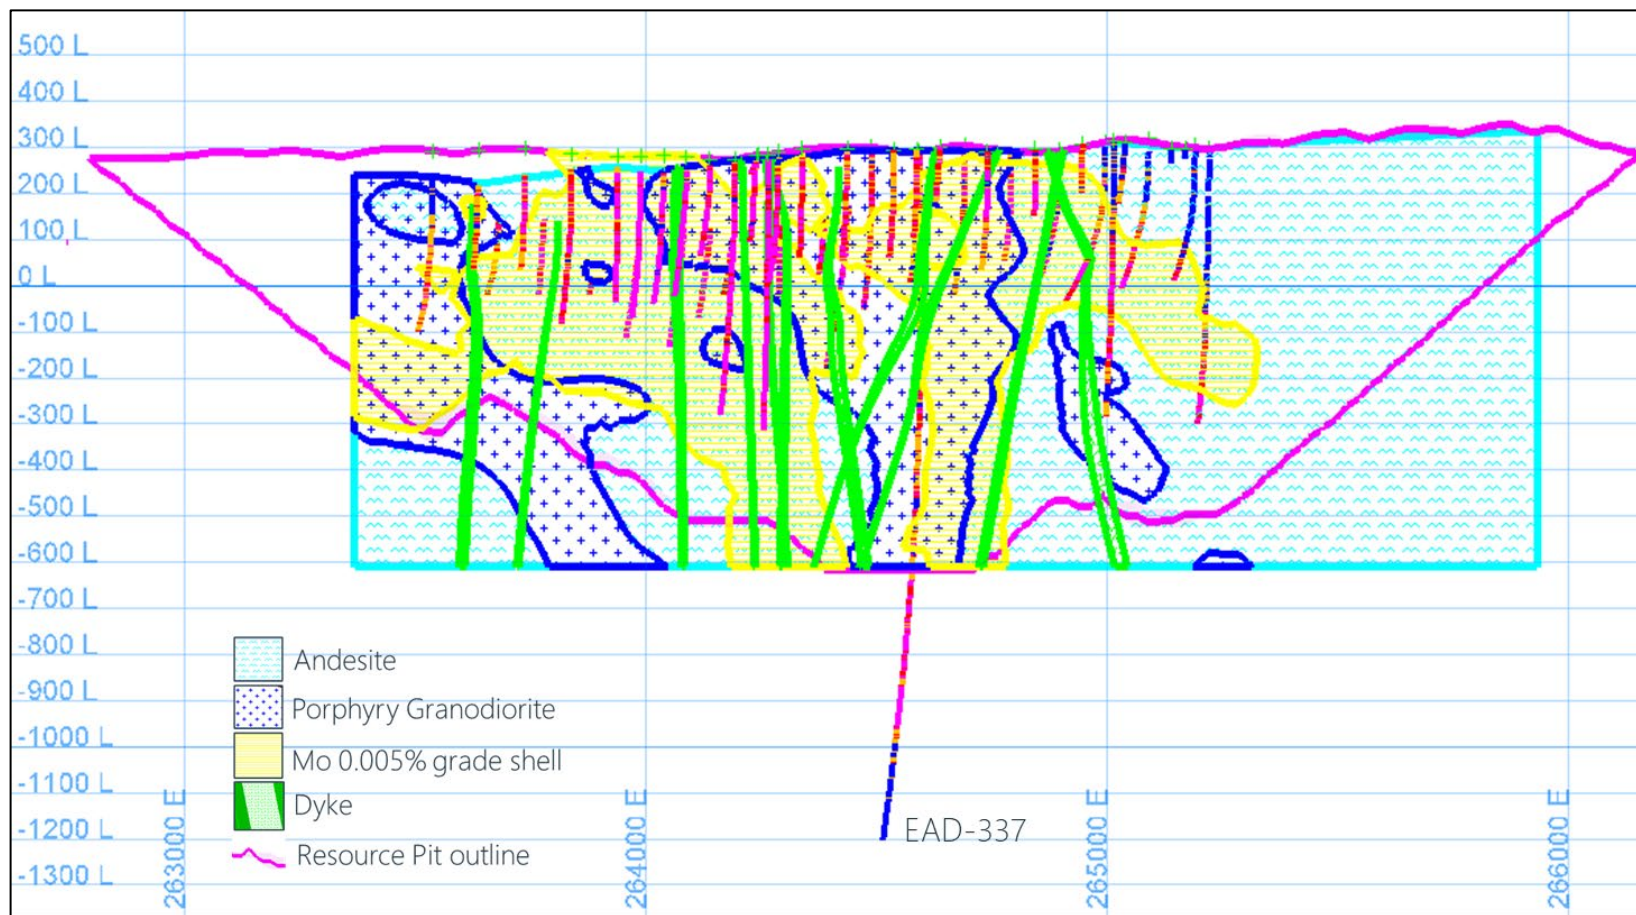 500 L
400 L
300 L
200 L
100 L
0 L
-100 L
-200 L
-300 L
-400 L
-500 L
-600 L
-700 L
-800 L
-900 L
-1000 L
-1100 L
-1200 L
-1300 L
Andesite
Porphyry Granodiorite
Mo 0.005% grade shell
Dyke
Resource Pit outline
EAD-337
263000 E
264000 E
265000 E
266000 E